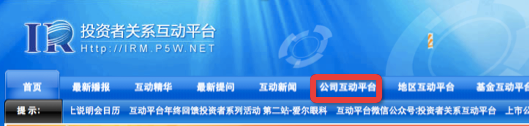 IR 投资者关系互动平台
Http://IRM.P5W.NET
首页 最新播报 互动精华 最新提问 互动新闻 公司互动平台 地区互动平台 基金互动平台
提示： 上说明会日历 互动平台年终回馈投资者系列活动 第二站-爱尔眼科 互动平台微信公众号:投资者关系互动平台 上市公